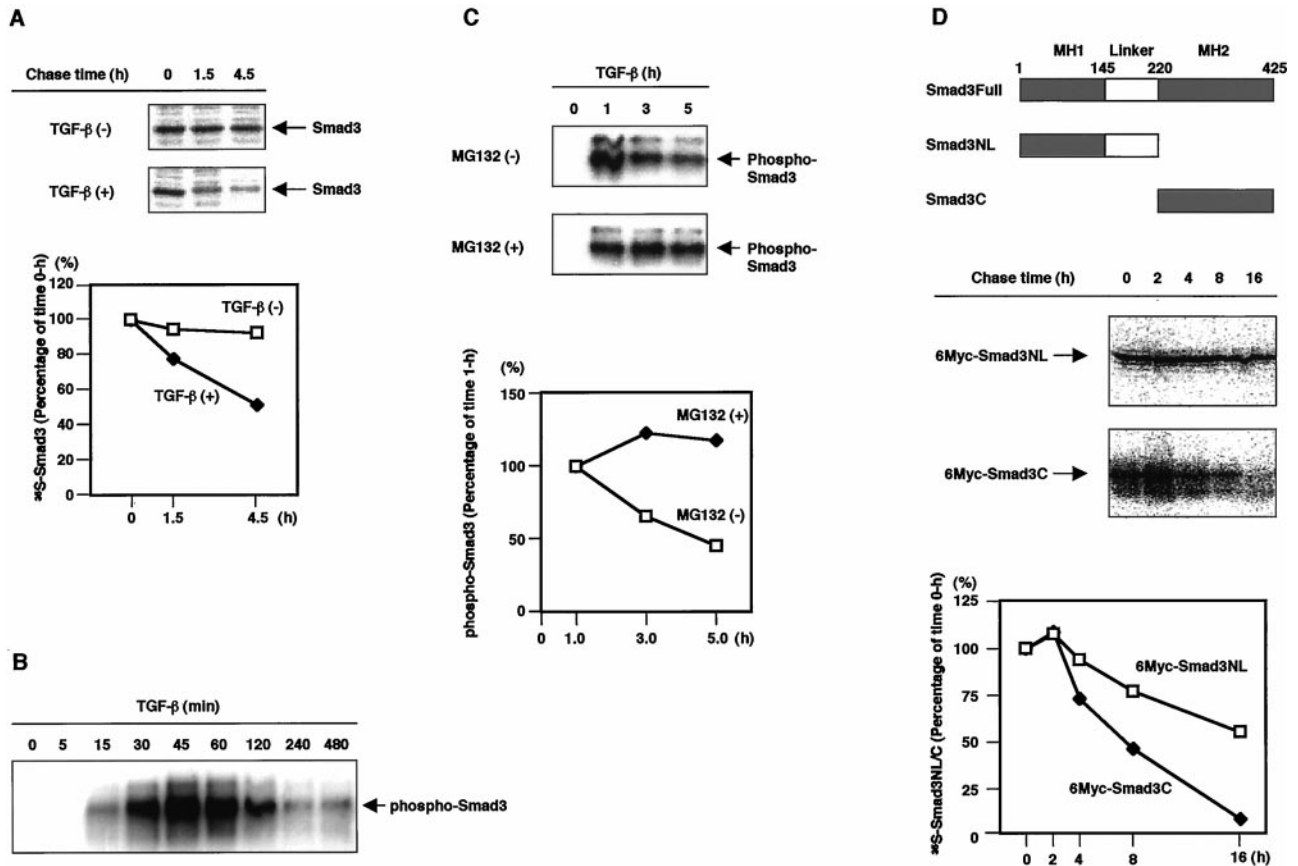 A
Chase time (h) 0 1.5 4.5
TGF-β (-) Smad3
TGF-β (+) Smad3
(%)
³⁵S-Smad3 (Percentage of time 0-h)
120
100
80
60
40
20
0
TGF-β (-)
TGF-β (+)
0 1.5 4.5 (h)
B
TGF-β (min)
0 5 15 30 45 60 120 240 480
phospho-Smad3
C
TGF-β (h)
0 1 3 5
MG132 (-) Phospho-
Smad3
MG132 (+) Phospho-
Smad3
(%)
phospho-Smad3 (Percentage of time 1-h)
150
100
50
0
MG132 (+)
MG132 (-)
0 1.0 3.0 5.0 (h)
D
MH1 Linker MH2
1 145 220 425
Smad3Full
Smad3NL
Smad3C
Chase time (h) 0 2 4 8 16
6Myc-Smad3NL
6Myc-Smad3C
(%)
³⁵S-Smad3NL/C (Percentage of time 0-h)
125
100
75
50
25
0
6Myc-Smad3NL
6Myc-Smad3C
0 2 4 8 16 (h)